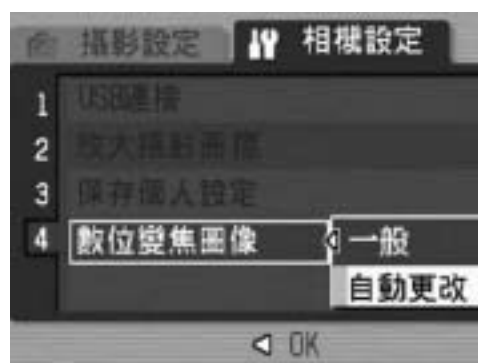 攝影設定 相機設定
1 USB連接
2 放大攝影圖像
3 保存個人設定
4 數位變焦圖像 一般
自動更改
OK